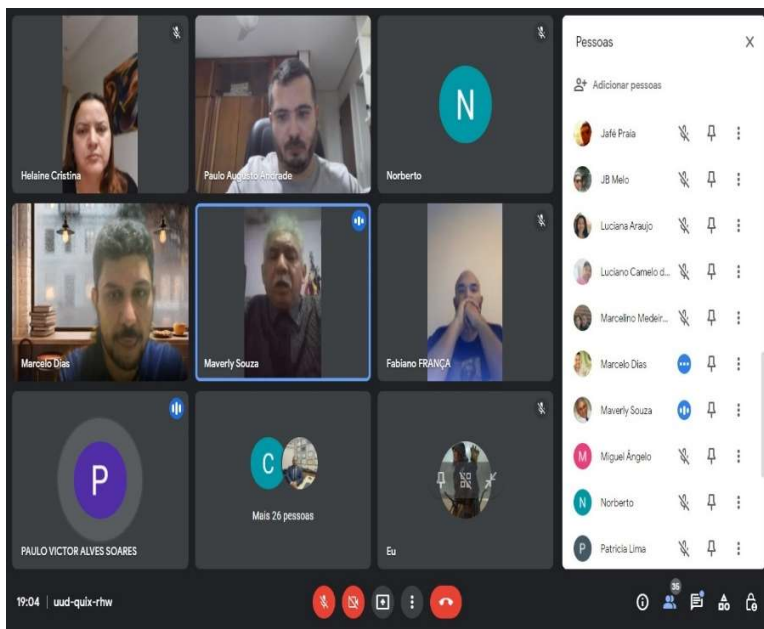 Helaine Cristina
Paulo Augusto Andrade
N
Norberto
Marcelo Dias
Maverly Souza
Fabiano FRANÇA
P
PAULO VICTOR ALVES SOARES
C
Mais 26 pessoas
Eu
Pessoas
Adicionar pessoas
Jafé Praia
JB Melo
Luciana Araujo
Luciano Camelo d...
Marcelino Medeir...
Marcelo Dias
Maverly Souza
M Miguel Ângelo
N Norberto
P Patrícia Lima
19:04 | uud-quix-rhw
35